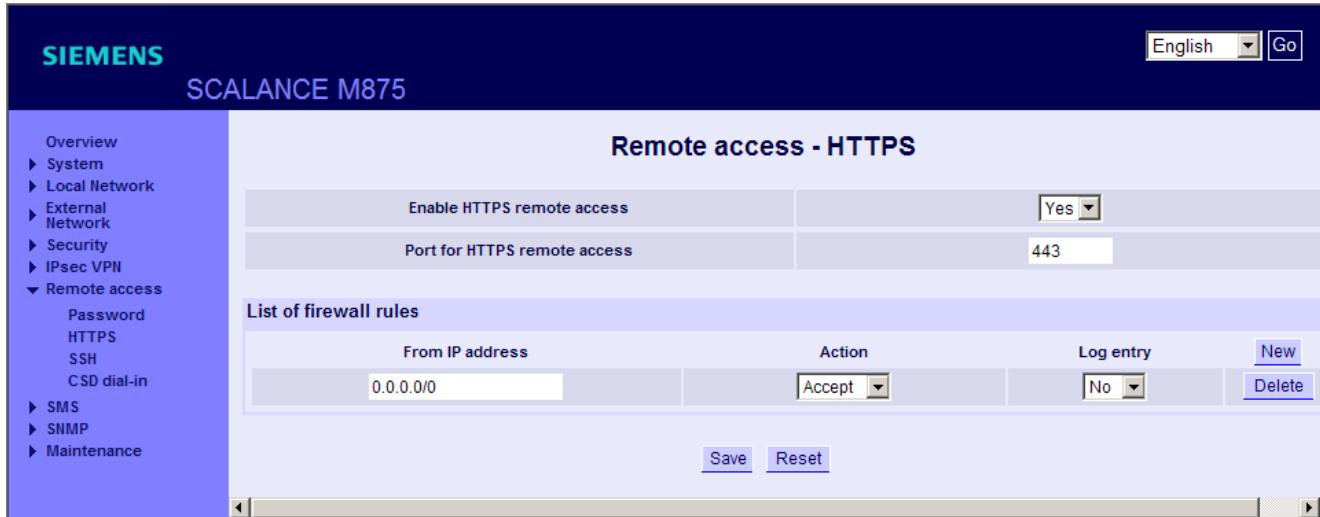 SIEMENS
English Go
SCALANCE M875
Overview
System
Local Network
External
Network
Security
IPsec VPN
Remote access
Password
HTTPS
SSH
CSD dial-in
SMS
SNMP
Maintenance
Remote access - HTTPS
Enable HTTPS remote access Yes
Port for HTTPS remote access 443
List of firewall rules
From IP address Action Log entry New
0.0.0.0/0 Accept No Delete
Save Reset